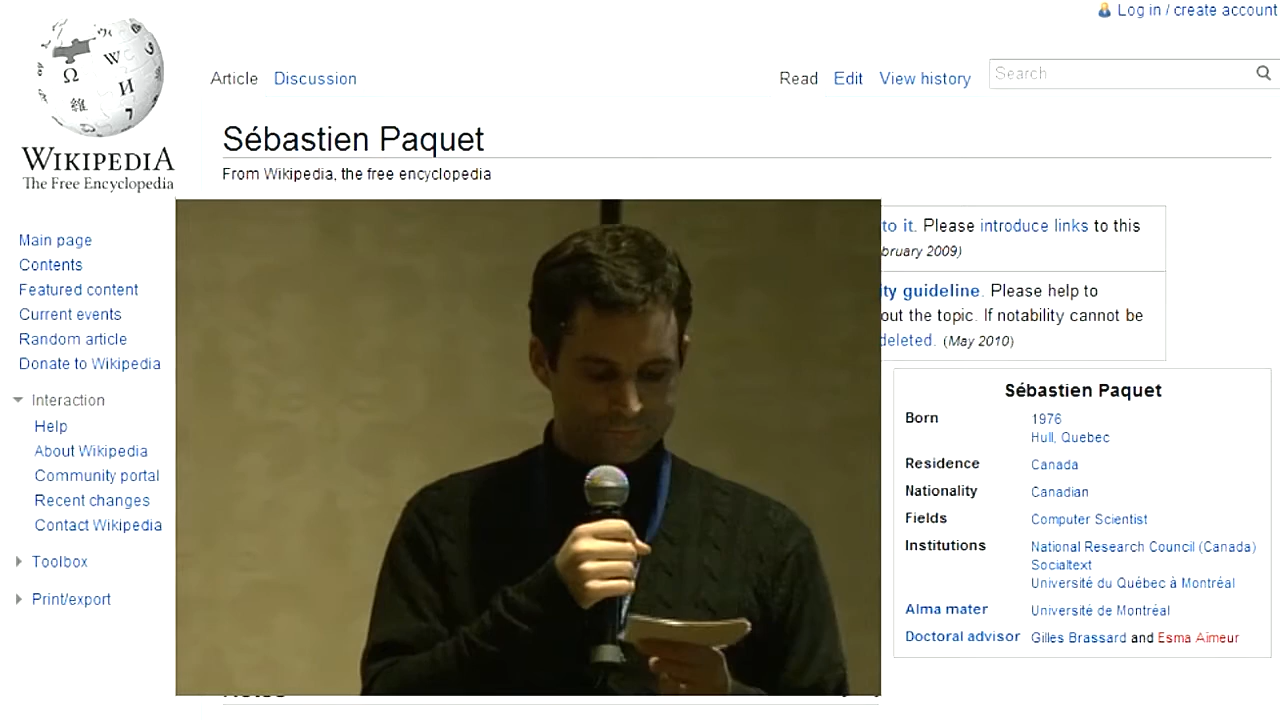 Log in / create account
Article Discussion Read Edit View history Search
Sébastien Paquet
From Wikipedia, the free encyclopedia
WIKIPEDIA
The Free Encyclopedia
Main page
Contents
Featured content
Current events
Random article
Donate to Wikipedia
Interaction
Help
About Wikipedia
Community portal
Recent changes
Contact Wikipedia
Toolbox
Print/export
to it. Please introduce links to this
bruary 2009)
ity guideline. Please help to
out the topic. If notability cannot be
deleted. (May 2010)
Sébastien Paquet
Born 1976
Hull, Quebec
Residence Canada
Nationality Canadian
Fields Computer Scientist
Institutions National Research Council (Canada)
Socialtext
Université du Québec à Montréal
Alma mater Université de Montréal
Doctoral advisor Gilles Brassard and Esma Aimeur